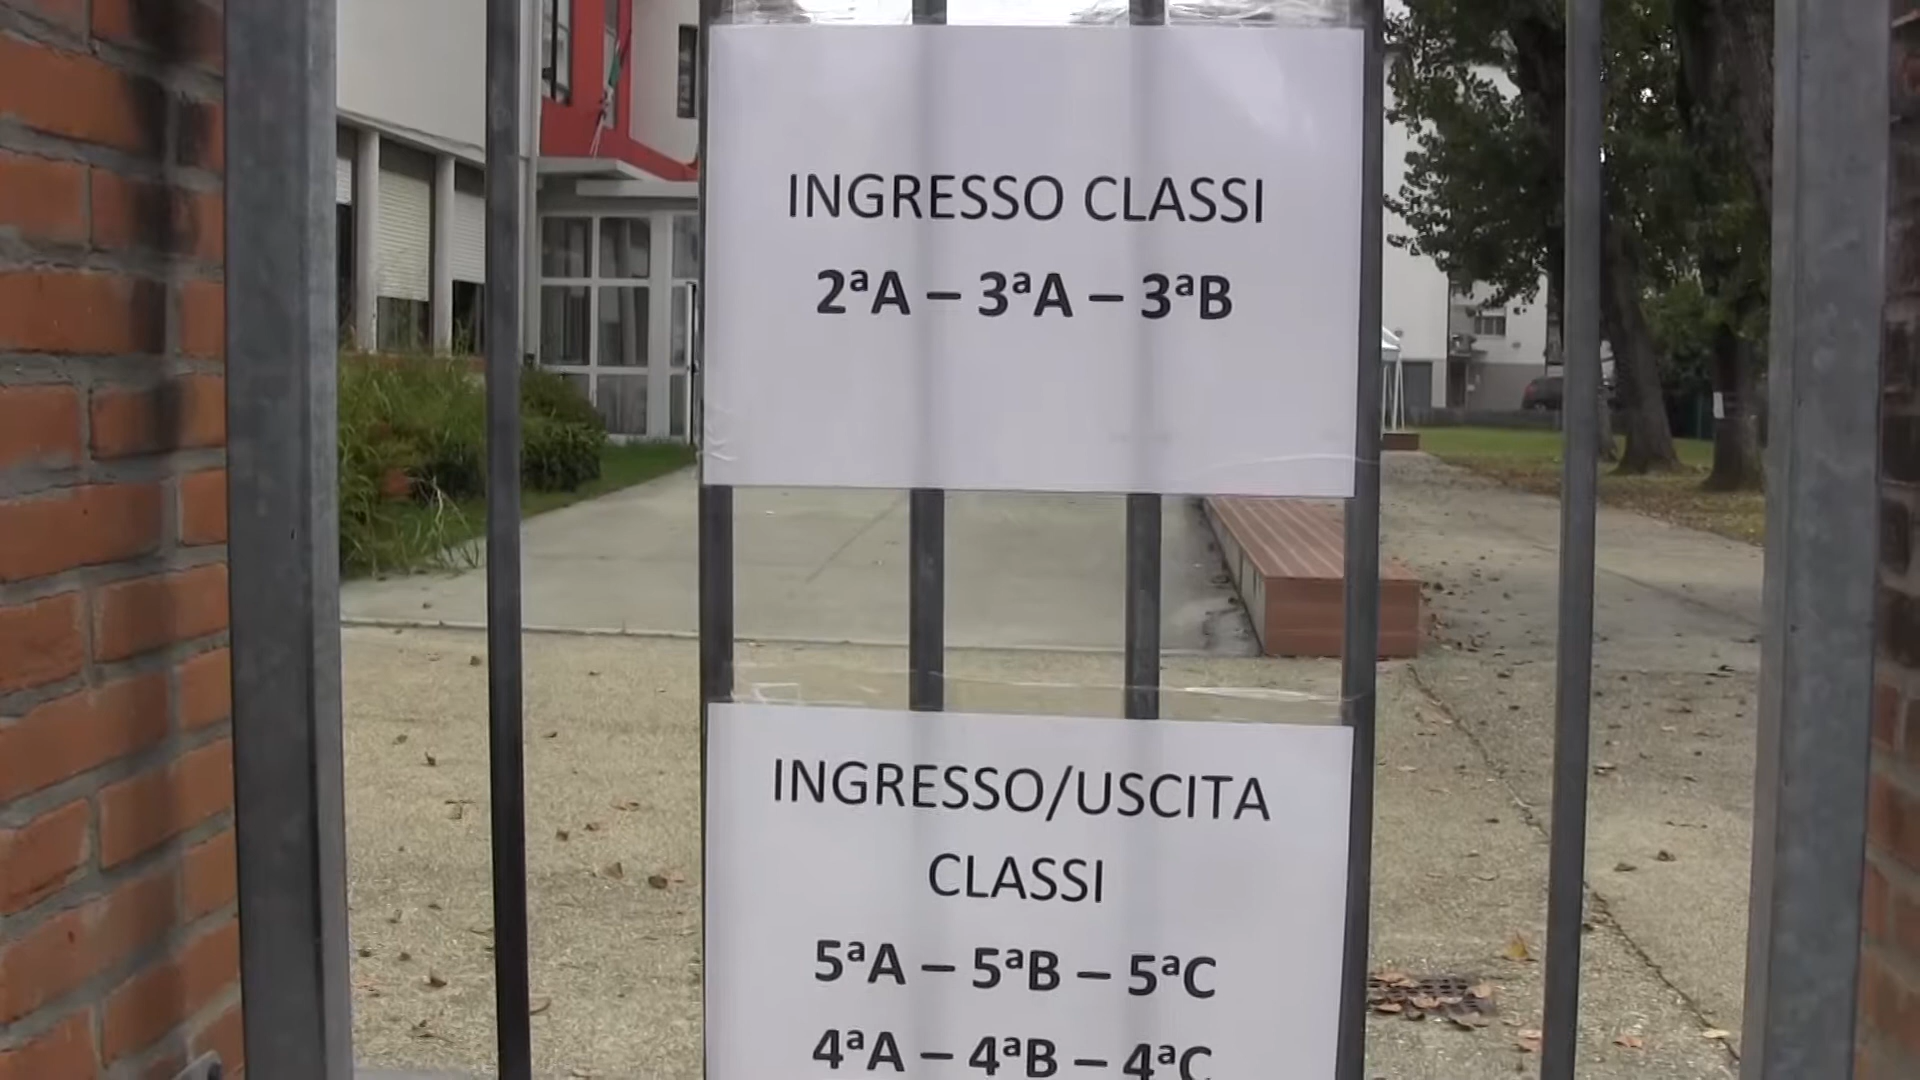 INGRESSO CLASSI
2ªA – 3ªA – 3ªB
INGRESSO/USCITA
CLASSI
5ªA – 5ªB – 5ªC
4ªA – 4ªB – 4ªC